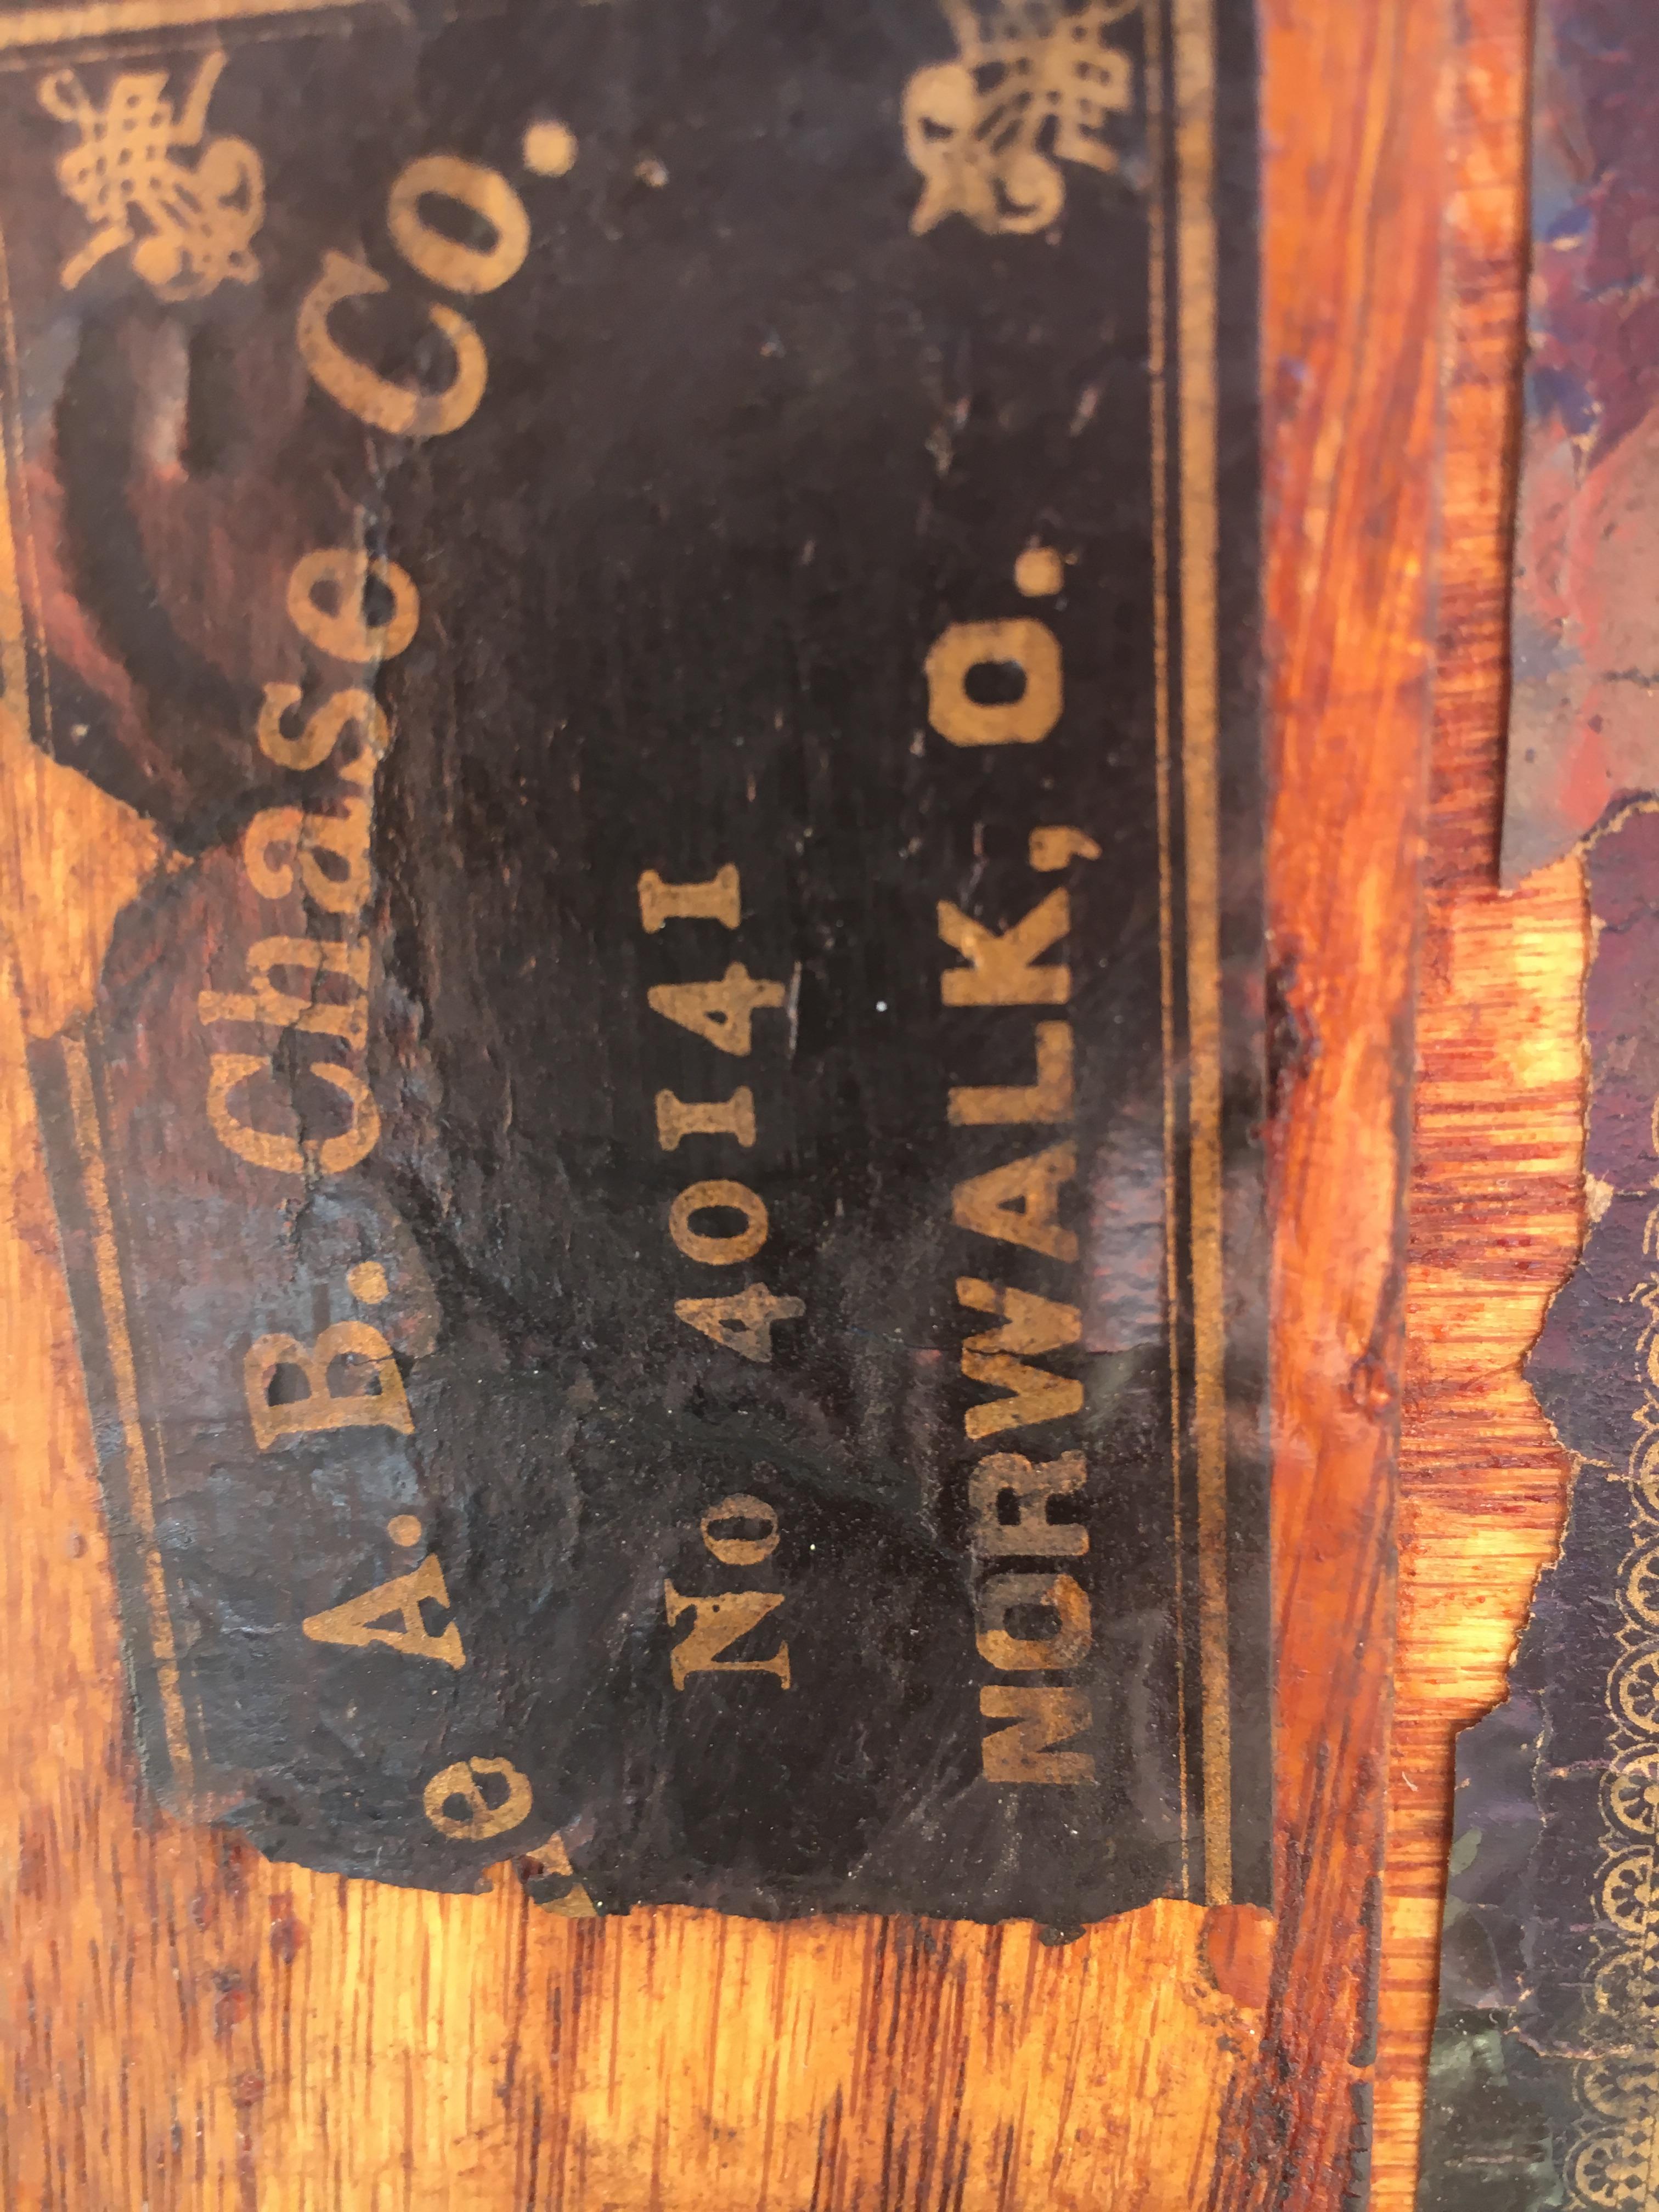 e A. B. Chase Co.
No 40141
NORWALK, O.